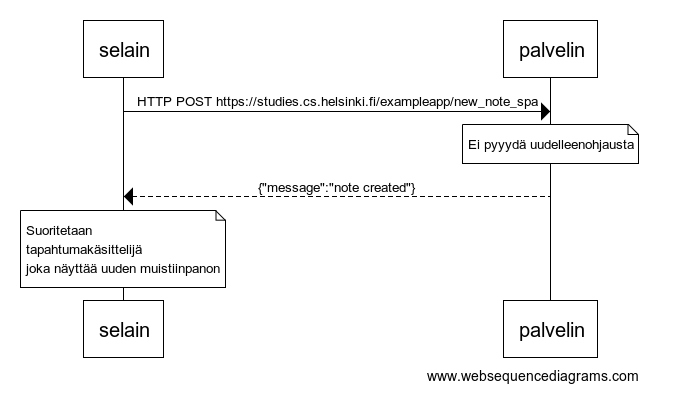 selain
palvelin
HTTP POST https://studies.cs.helsinki.fi/exampleapp/new_note_spa
Ei pyyydä uudelleenohjausta
{"message":"note created"}
Suoritetaan
tapahtumakäsittelijä
joka näyttää uuden muistiinpanon
selain
palvelin
www.websequencediagrams.com